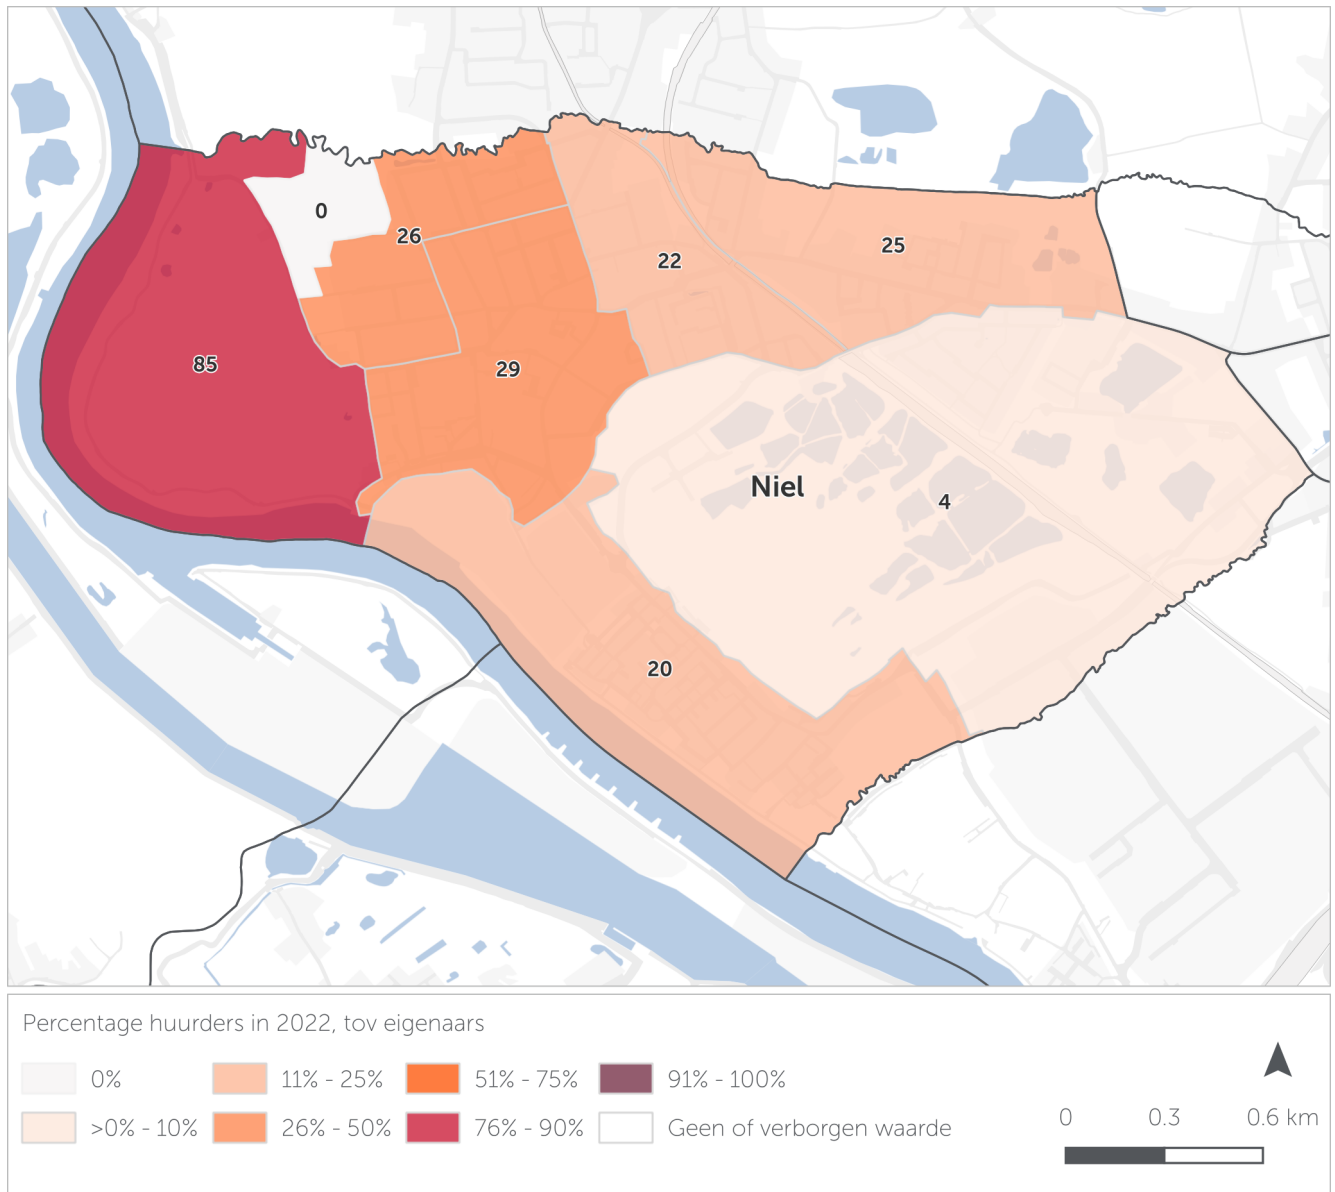 0
26
22
25
85
29
Niel
4
20
Percentage huurders in 2022, tov eigenaars
0% 11% - 25% 51% - 75% 91% - 100%
>0% - 10% 26% - 50% 76% - 90% Geen of verborgen waarde
0 0.3 0.6 km